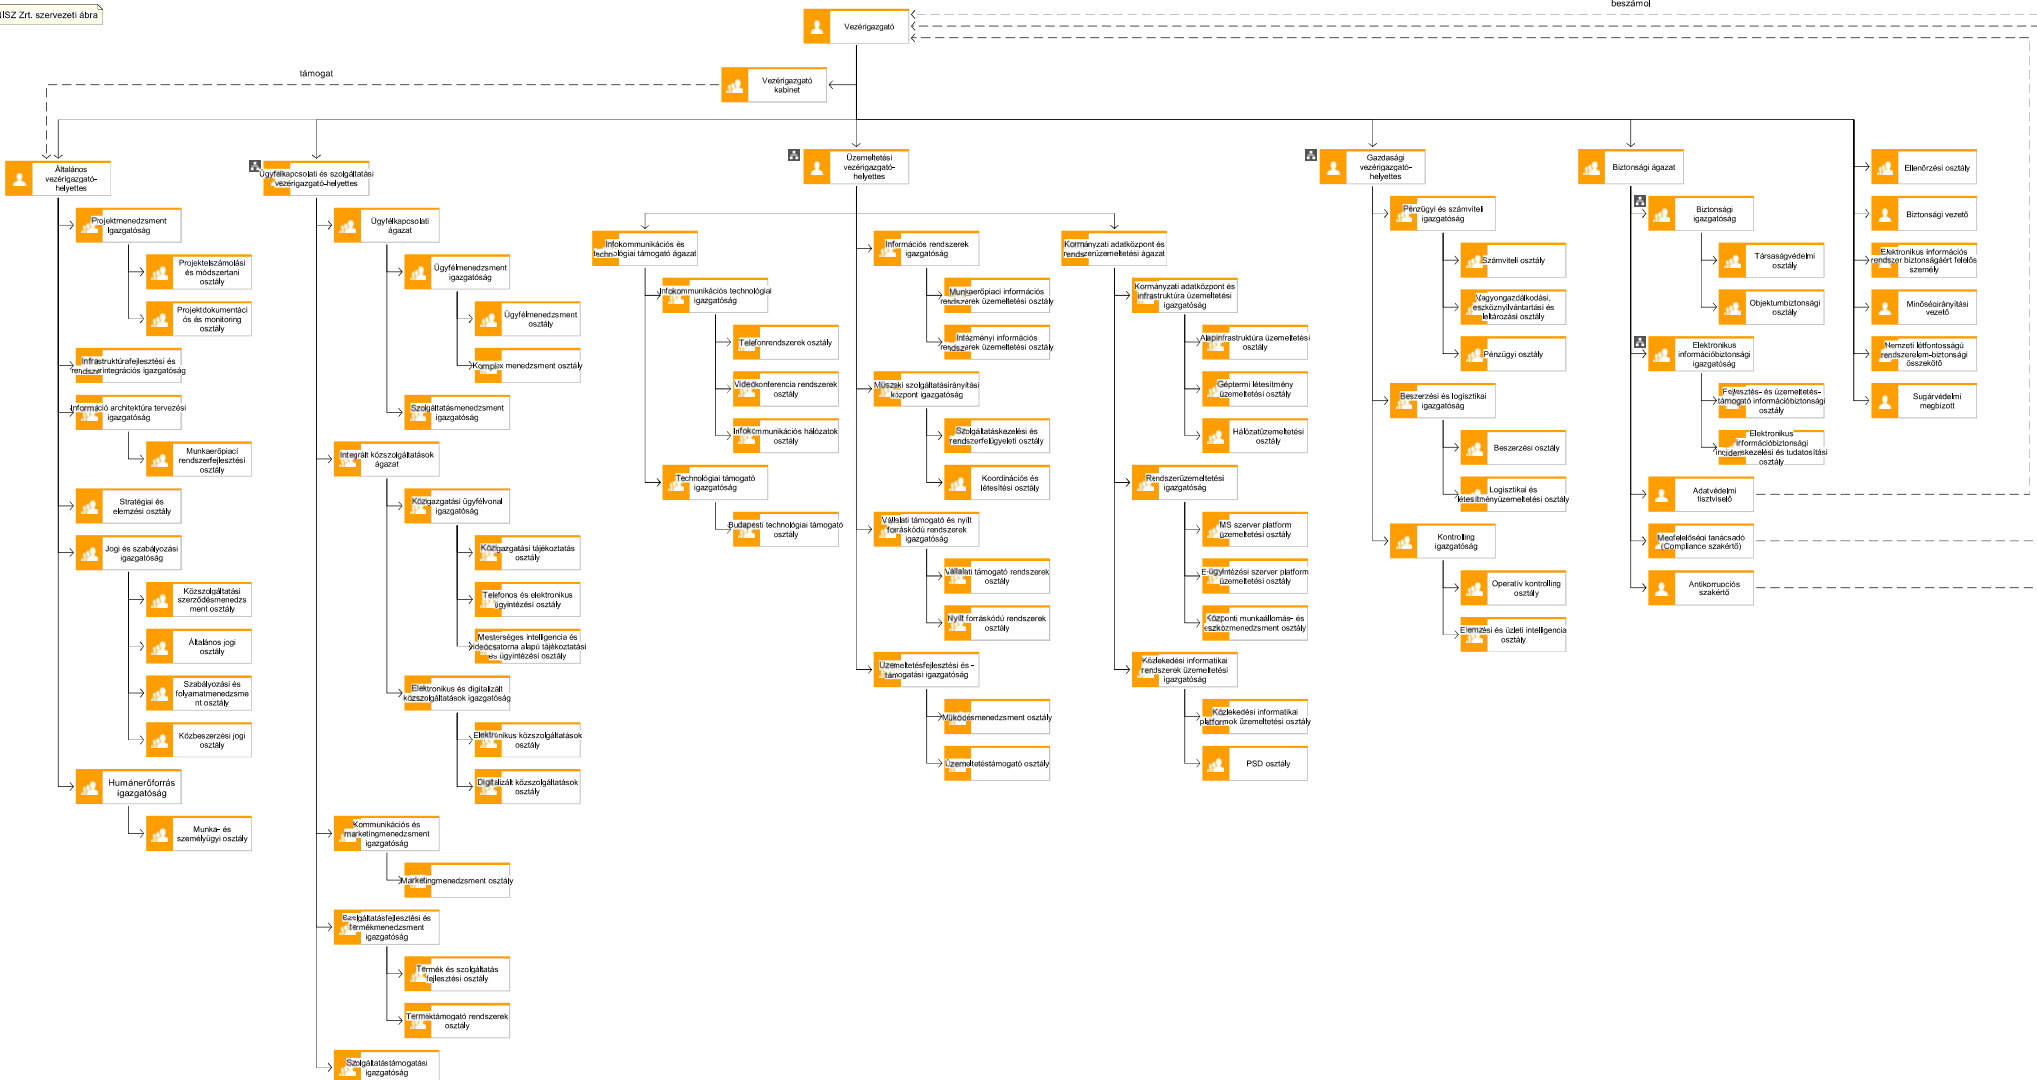 NISZ Zrt. szervezeti ábra
beszámol
Vezérigazgató
támogat
Vezérigazgató
kabinet
Általános
vezérigazgató-
helyettes
Projektmenedzsment
Igazgatóság
Projektelszámolási
és módszertani
osztály
Projektdokumentáci
ós és monitoring
osztály
Infrastruktúrafejlesztési és
rendszerintegrációs igazgatóság
Információ architektúra tervezési
igazgatóság
Munkaerőpiaci
rendszerfejlesztési
osztály
Stratégiai és
elemzési osztály
Jogi és szabályozási
igazgatóság
Közszolgáltatási
szerződésmenedzs
ment osztály
Általános jogi
osztály
Szabályozási és
folyamatmenedzsme
nt osztály
Közbeszerzési jogi
osztály
Humánerőforrás
igazgatóság
Munka- és
személyügyi osztály
Ügyfélkapcsolati és szolgáltatási
vezérigazgató-helyettes
Ügyfélkapcsolati
ágazat
Ügyfélmenedzsment
igazgatóság
Ügyfélmenedzsment
osztály
Komplex menedzsment osztály
Szolgáltatásmenedzsment
igazgatóság
Integrált közszolgáltatások
ágazat
Közigazgatási ügyfélvonal
igazgatóság
Közigazgatási tájékoztatás
osztály
Telefonos és elektronikus
ügyintézési osztály
Mesterséges intelligencia és
videócsatorna alapú tájékoztatási
és ügyintézési osztály
Elektronikus és digitalizált
közszolgáltatások igazgatóság
Elektronikus közszolgáltatások
osztály
Digitalizált közszolgáltatások
osztály
Kommunikációs és
marketingmenedzsment
igazgatóság
Marketingmenedzsment osztály
Szolgáltatásfejlesztési és
termékmenedzsment
igazgatóság
Termék és szolgáltatás
fejlesztési osztály
Terméktámogató rendszerek
osztály
Szolgáltatástámogatási
igazgatóság
Üzemeltetési
vezérigazgató-
helyettes
Infokommunikációs és
technológiai támogató ágazat
Infokommunikációs technológiai
igazgatóság
Telefonrendszerek osztály
Videókonferencia rendszerek
osztály
Infokommunikációs hálózatok
osztály
Technológiai támogató
igazgatóság
Budapesti technológiai támogató
osztály
Információs rendszerek
igazgatóság
Munkaerőpiaci információs
rendszerek üzemeltetési osztály
Intézményi információs
rendszerek üzemeltetési osztály
Műszaki szolgáltatásirányítási
központ igazgatóság
Szolgáltatáskezelési és
rendszerfelügyeleti osztály
Koordinációs és
létesítési osztály
Vállalati támogató és nyílt
forráskódú rendszerek
igazgatóság
Vállalati támogató rendszerek
osztály
Nyílt forráskódú rendszerek
osztály
Üzemeltetésfejlesztési és -
támogatási igazgatóság
Működésmenedzsment osztály
Üzemeltetéstámogató osztály
Kormányzati adatközpont és
rendszerüzemeltetési ágazat
Kormányzati adatközpont és
infrastruktúra üzemeltetési
igazgatóság
Alapinfrastruktúra üzemeltetési
osztály
Géptermi létesítmény
üzemeltetési osztály
Hálózatüzemeltetési
osztály
Rendszerüzemeltetési
igazgatóság
MS szerver platform
üzemeltetési osztály
E-ügyintézési szerver platform
üzemeltetési osztály
Központi munkaállomás- és
eszközmenedzsment osztály
Közlekedési informatikai
rendszerek üzemeltetési
igazgatóság
Közlekedési informatikai
platformok üzemeltetési osztály
PSD osztály
Gazdasági
vezérigazgató-
helyettes
Pénzügyi és számviteli
igazgatóság
Számviteli osztály
Vagyongazdálkodási,
eszköznyilvántartási és
leltározási osztály
Pénzügyi osztály
Beszerzési és logisztikai
igazgatóság
Beszerzési osztály
Logisztikai és
létesítményüzemeltetési osztály
Kontrolling
igazgatóság
Operatív kontrolling
osztály
Elemzési és üzleti intelligencia
osztály
Biztonsági ágazat
Biztonsági
igazgatóság
Társaságvédelmi
osztály
Objektumbiztonsági
osztály
Elektronikus
információbiztonsági
igazgatóság
Fejlesztés- és üzemeltetés-
támogató információbiztonsági
osztály
Elektronikus
információbiztonsági
incidenskezelési és tudatosítási
osztály
Adatvédelmi
tisztviselő
Megfelelőségi tanácsadó
(Compliance szakértő)
Antikorrupciós
szakértő
Ellenőrzési osztály
Biztonsági vezető
Elektronikus információs
rendszer biztonságáért felelős
személy
Minőségirányítási
vezető
Nemzeti létfontosságú
rendszerelem-biztonsági
összekötő
Sugárvédelmi
megbízott